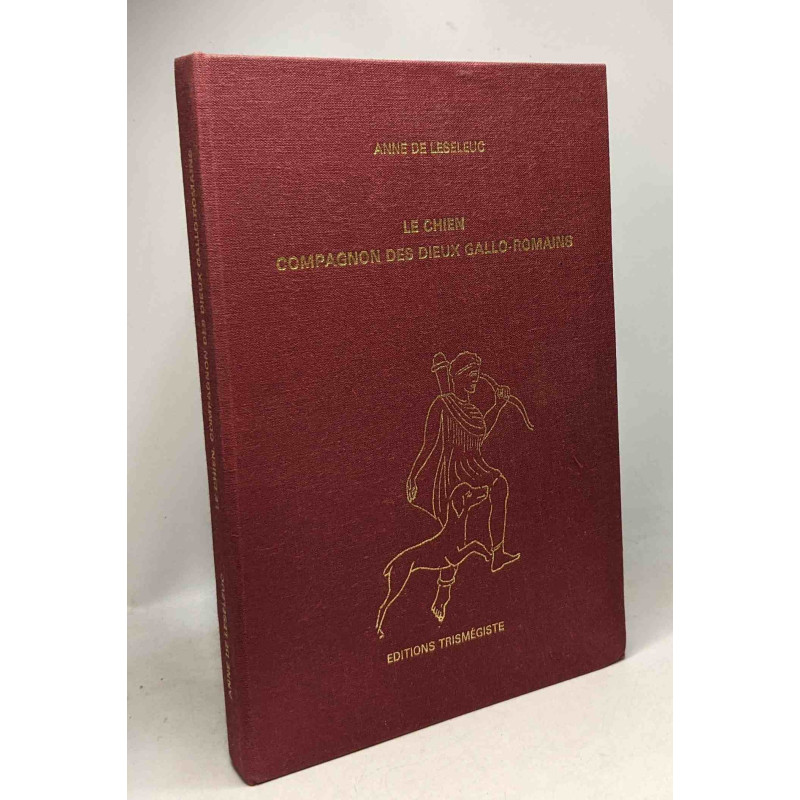 ANNE DE LESELEUC
LE CHIEN
COMPAGNON DES DIEUX GALLO-ROMAINS
EDITIONS TRISMÉGISTE
ANNE DE LESELEUC LE CHIEN, COMPAGNON DES DIEUX GALLO-ROMAINS